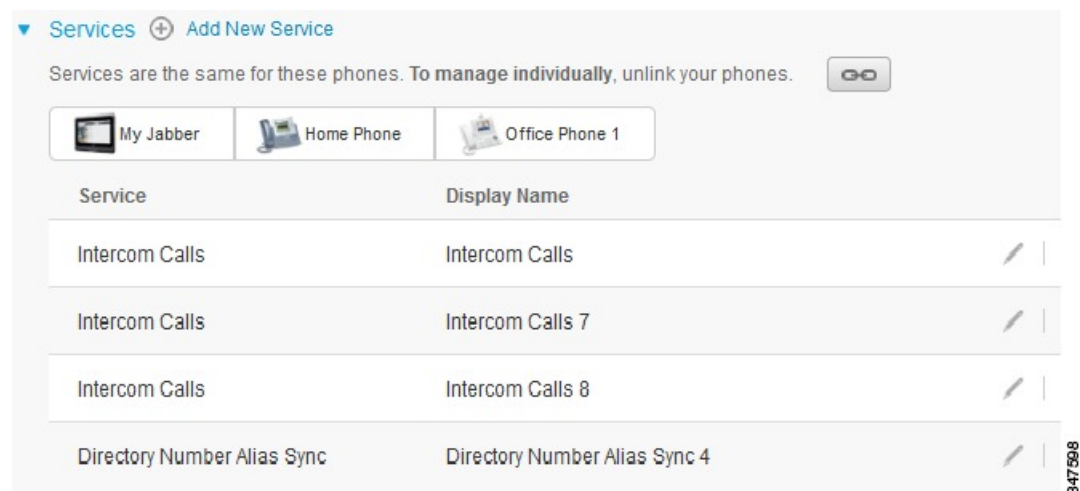 Services Add New Service
Services are the same for these phones. To manage individually, unlink your phones.
My Jabber Home Phone Office Phone 1
Service Display Name
Intercom Calls Intercom Calls
Intercom Calls Intercom Calls 7
Intercom Calls Intercom Calls 8
Directory Number Alias Sync Directory Number Alias Sync 4
347598